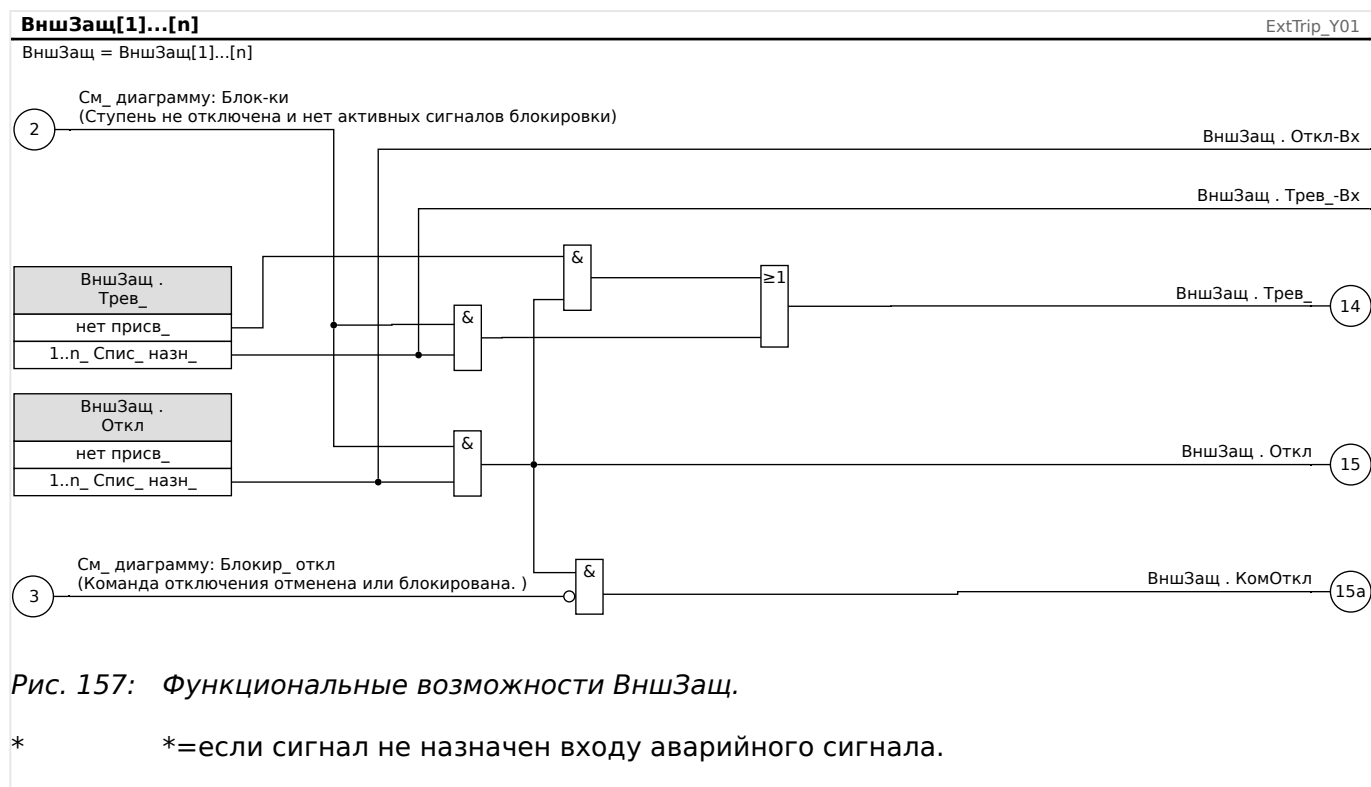 ВншЗащ[1]...[n]
ExtTrip_Y01
ВншЗащ = ВншЗащ[1]...[n]
См_ диаграмму: Блок-ки
(Ступень не отключена и нет активных сигналов блокировки)
2
ВншЗащ . Откл-Вх
ВншЗащ . Трев_-Вх
&
ВншЗащ .
Трев_
≥1
ВншЗащ . Трев_
14
нет присв_
&
1..n_ Спис_ назн_
ВншЗащ .
Откл
&
нет присв_
ВншЗащ . Откл
15
1..n_ Спис_ назн_
См_ диаграмму: Блокир_ откл
(Команда отключения отменена или блокирована. )
3
&
ВншЗащ . КомОткл
15a
Рис. 157: Функциональные возможности ВншЗащ.
* *=если сигнал не назначен входу аварийного сигнала.